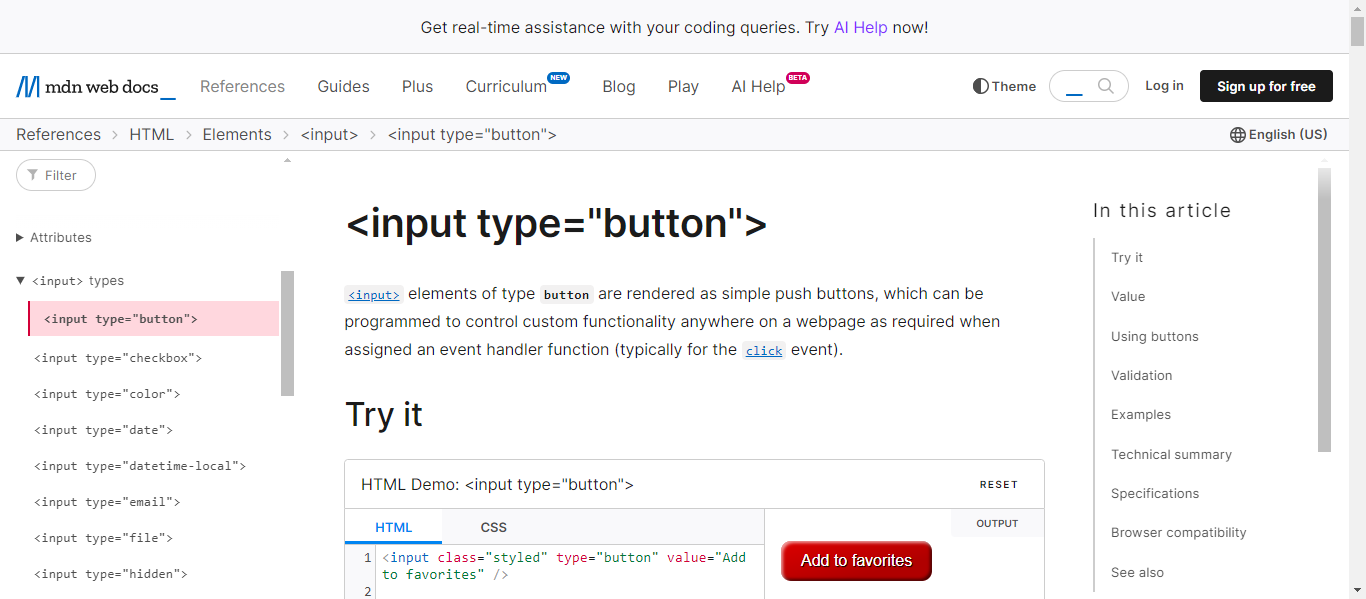 Get real-time assistance with your coding queries. Try AI Help now!
mdn web docs_
References
Guides
Plus
Curriculum NEW
Blog
Play
AI Help BETA
Theme
Log in
Sign up for free
References > HTML > Elements > <input> > <input type="button">
English (US)
Filter
Attributes
<input> types
<input type="button">
<input type="checkbox">
<input type="color">
<input type="date">
<input type="datetime-local">
<input type="email">
<input type="file">
<input type="hidden">
<input type="button">
<input> elements of type button are rendered as simple push buttons, which can be
programmed to control custom functionality anywhere on a webpage as required when
assigned an event handler function (typically for the click event).
Try it
HTML Demo: <input type="button">
RESET
HTML
CSS
1 <input class="styled" type="button" value="Add
to favorites" />
2
OUTPUT
Add to favorites
In this article
Try it
Value
Using buttons
Validation
Examples
Technical summary
Specifications
Browser compatibility
See also